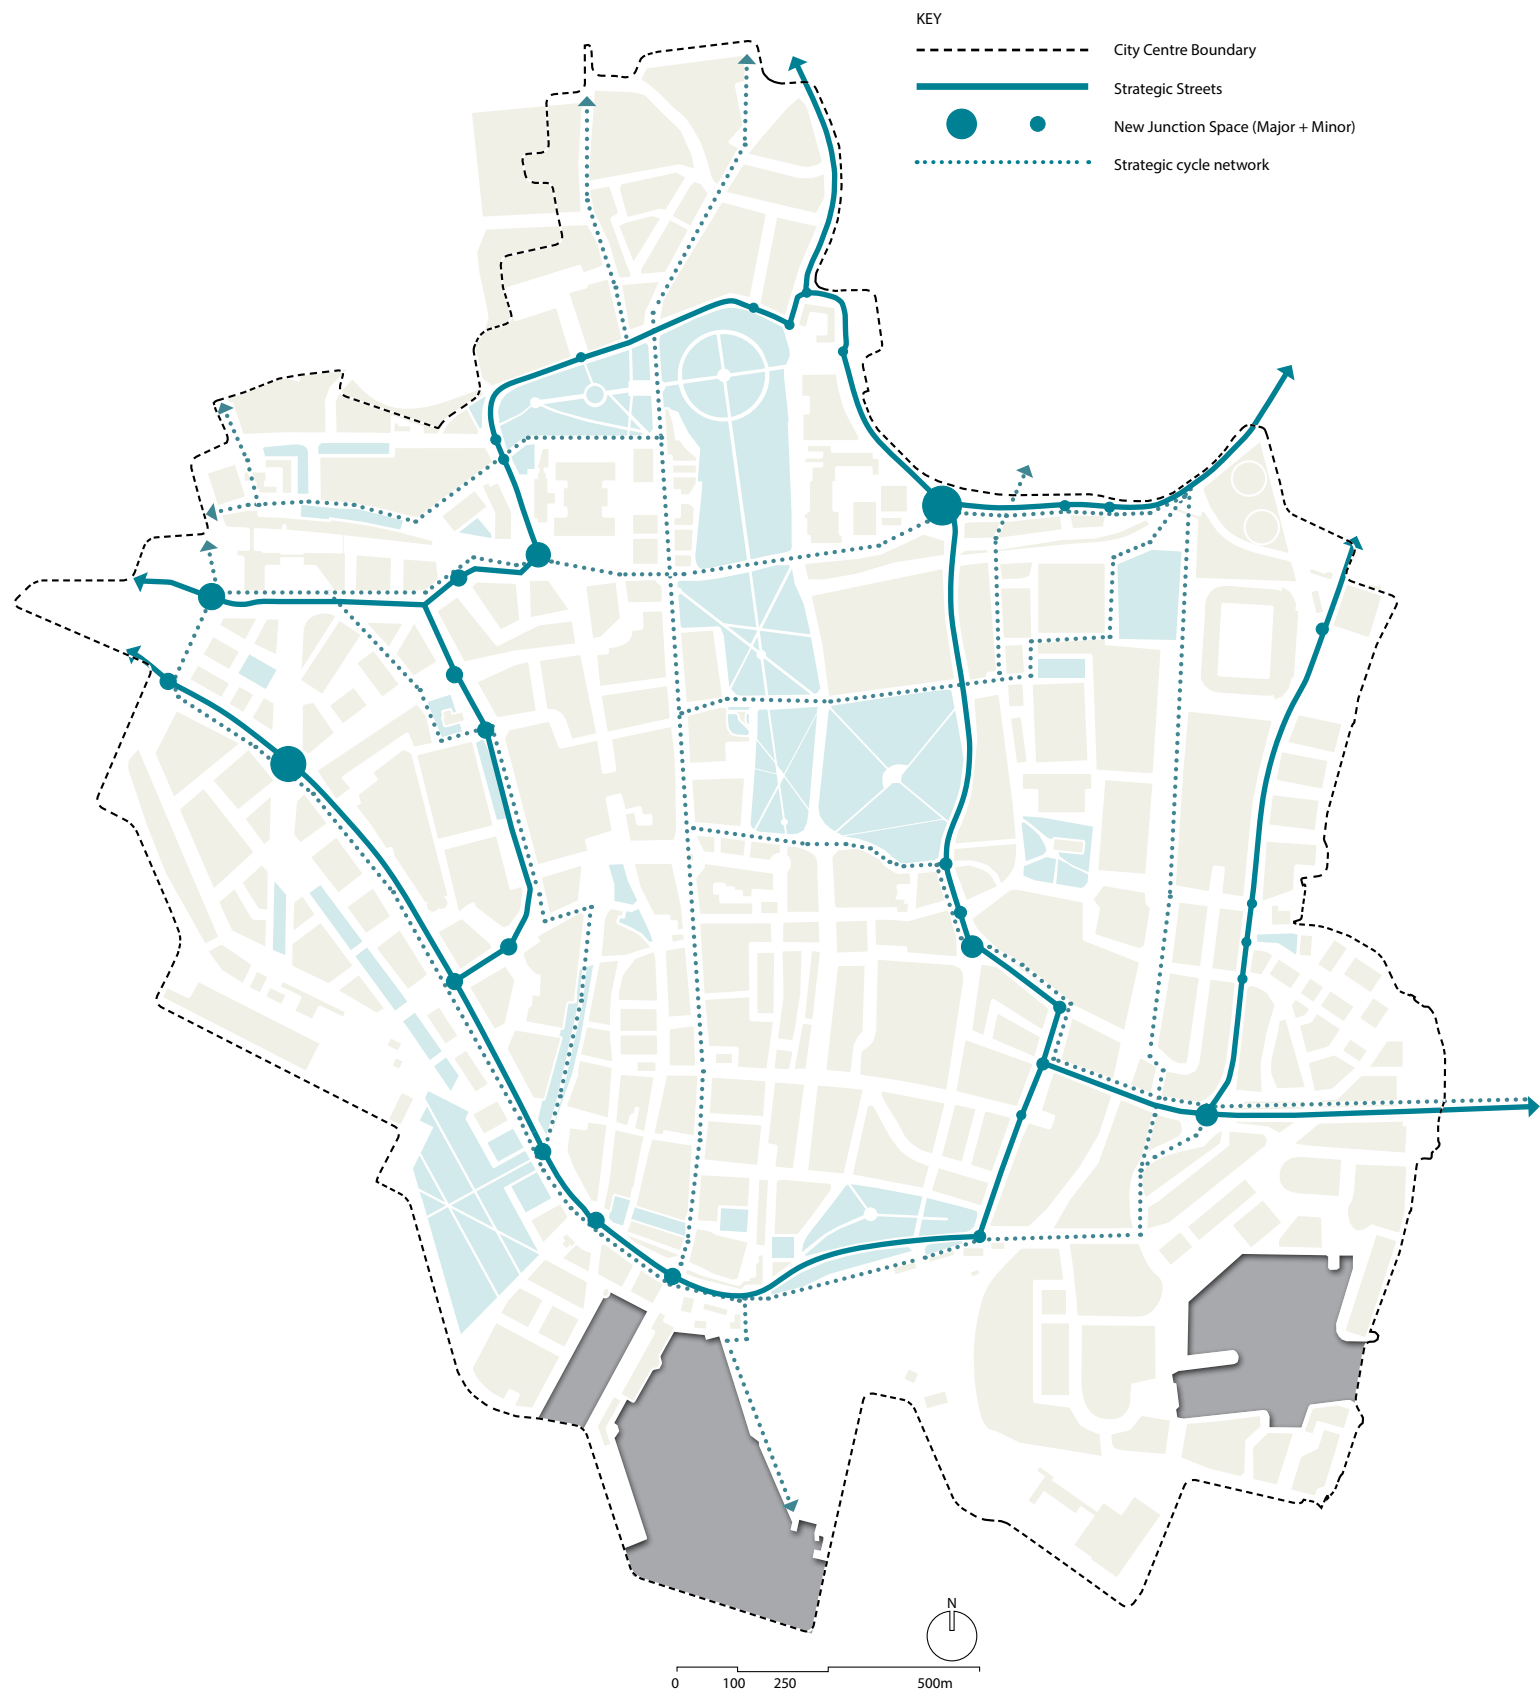 KEY
City Centre Boundary
Strategic Streets
New Junction Space (Major + Minor)
Strategic cycle network
N
0 100 250 500m